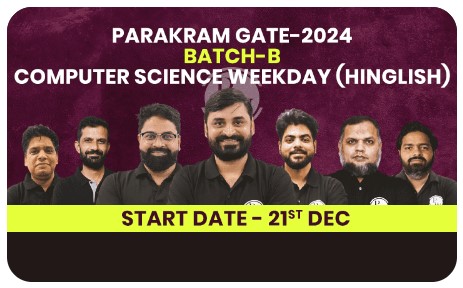 PARAKRAM GATE-2024
BATCH-B
COMPUTER SCIENCE WEEKDAY (HINGLISH)
START DATE - 21ST DEC